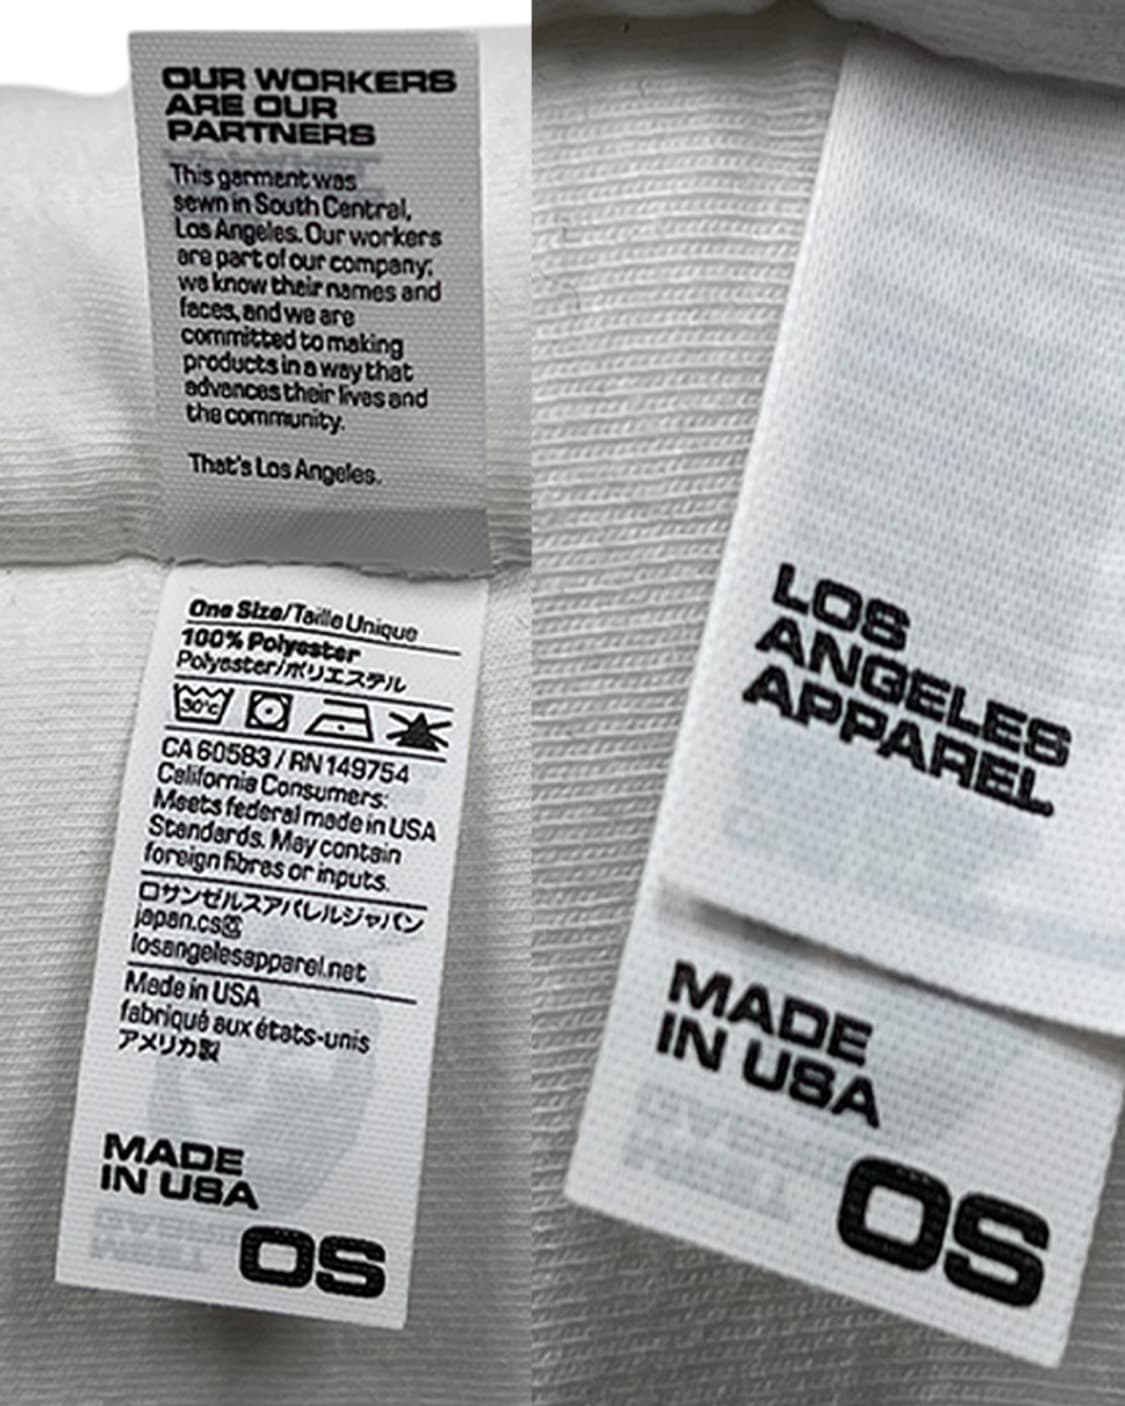 OUR WORKERS
ARE OUR
PARTNERS
This garment was
sewn in South Central,
Los Angeles. Our workers
are part of our company;
we know their names and
faces, and we are
committed to making
products in a way that
advances their lives and
the community.
That's Los Angeles.
One Size/Taille Unique
100% Polyester
Polyester/ポリエステル
30°C
CA 60583 / RN 149754
California Consumers:
Meets federal made in USA
Standards. May contain
foreign fibres or inputs.
ロサンゼルスアパレルジャパン
japan.cs@
losangelesapparel.net
Made in USA
fabriqué aux états-unis
アメリカ製
MADE
IN USA
OS
LOS
ANGELES
APPAREL
MADE
IN USA
OS